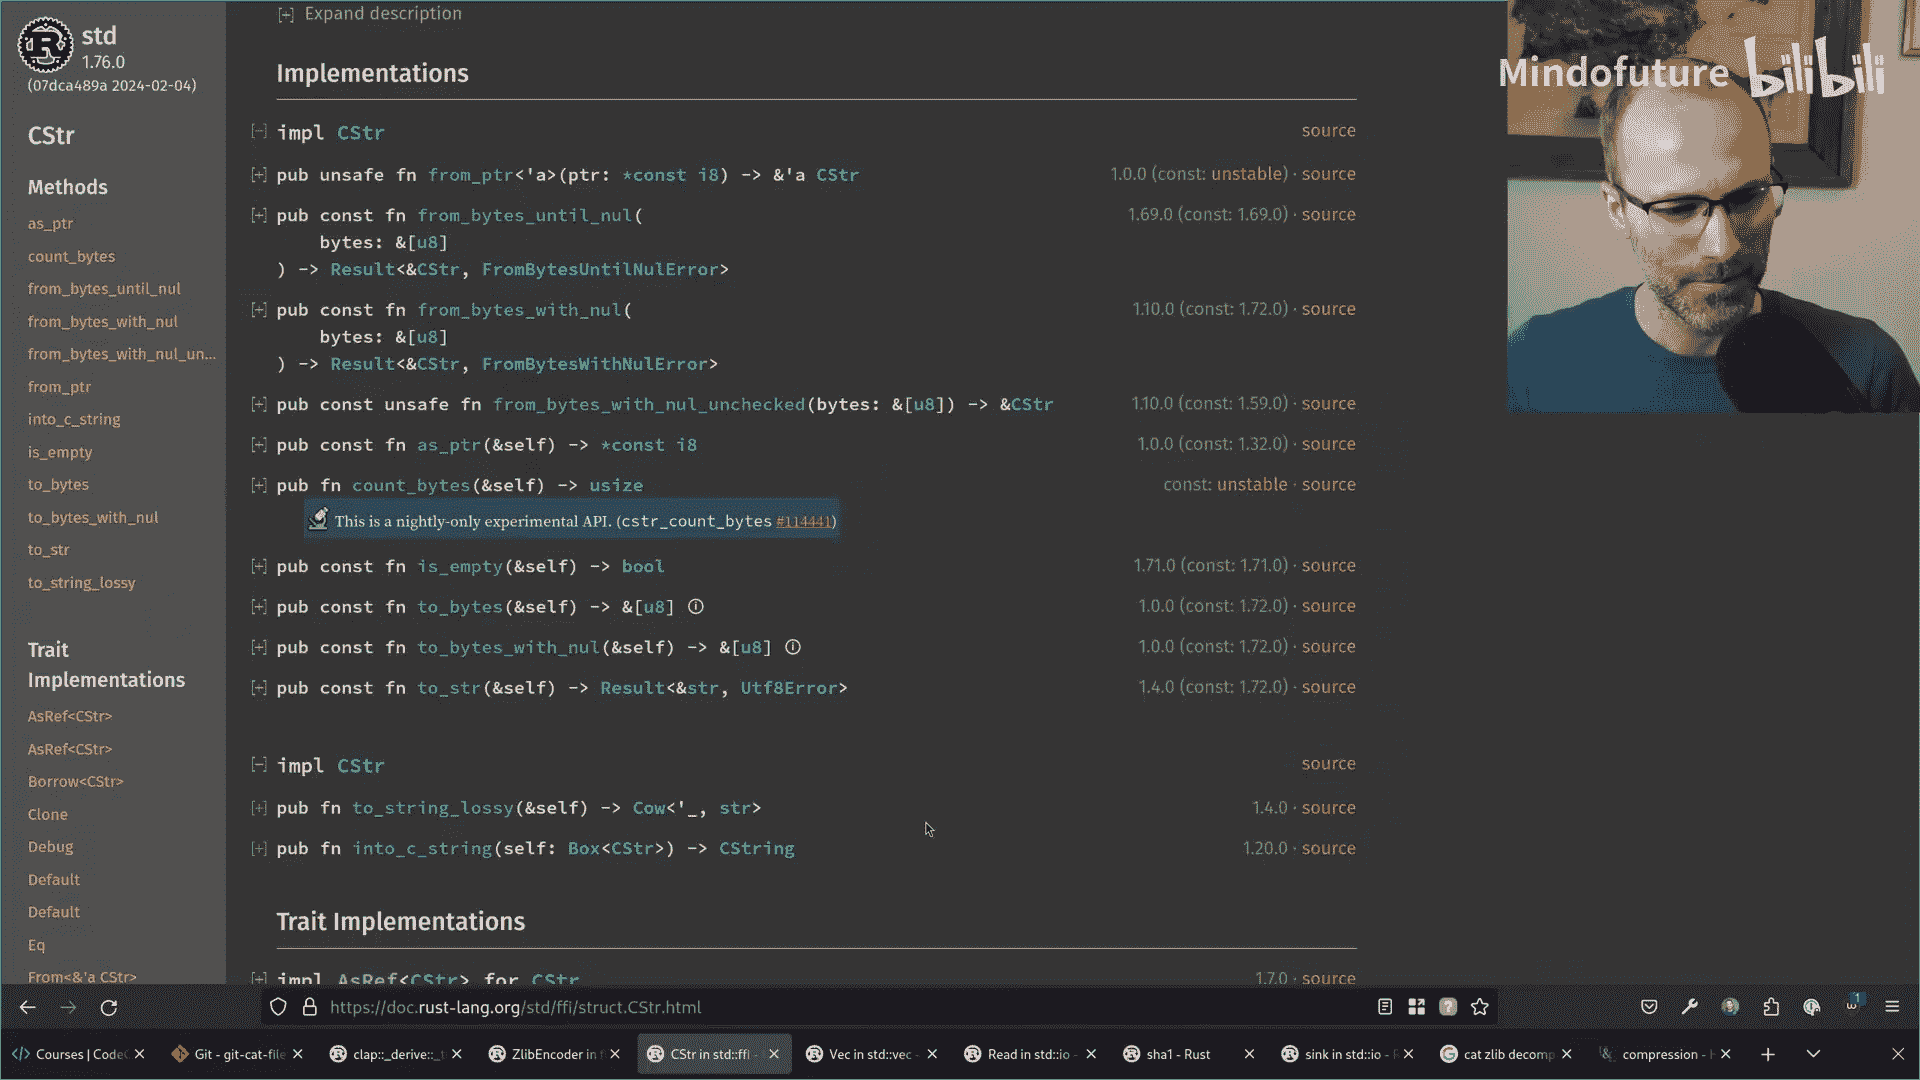 std
1.76.0
(07dca489a 2024-02-04)
CStr
Methods
as_ptr
count_bytes
from_bytes_until_nul
from_bytes_with_nul
from_bytes_with_nul_un...
from_ptr
into_c_string
is_empty
to_bytes
to_bytes_with_nul
to_str
to_string_lossy
Trait
Implementations
AsRef<CStr>
AsRef<CStr>
Borrow<CStr>
Clone
Debug
Default
Default
Eq
From<&'a CStr>
[+] Expand description
Implementations
[−] impl CStr source
[+] pub unsafe fn from_ptr<'a>(ptr: *const i8) -> &'a CStr 1.0.0 (const: unstable) · source
[+] pub const fn from_bytes_until_nul( 1.69.0 (const: 1.69.0) · source
bytes: &[u8]
) -> Result<&CStr, FromBytesUntilNulError>
[+] pub const fn from_bytes_with_nul( 1.10.0 (const: 1.72.0) · source
bytes: &[u8]
) -> Result<&CStr, FromBytesWithNulError>
[+] pub const unsafe fn from_bytes_with_nul_unchecked(bytes: &[u8]) -> &CStr 1.10.0 (const: 1.59.0) · source
[+] pub const fn as_ptr(&self) -> *const i8 1.0.0 (const: 1.32.0) · source
[+] pub fn count_bytes(&self) -> usize const: unstable · source
This is a nightly-only experimental API. (cstr_count_bytes #114441)
[+] pub const fn is_empty(&self) -> bool 1.71.0 (const: 1.71.0) · source
[+] pub const fn to_bytes(&self) -> &[u8] ⓘ 1.0.0 (const: 1.72.0) · source
[+] pub const fn to_bytes_with_nul(&self) -> &[u8] ⓘ 1.0.0 (const: 1.72.0) · source
[+] pub const fn to_str(&self) -> Result<&str, Utf8Error> 1.4.0 (const: 1.72.0) · source
[−] impl CStr source
[+] pub fn to_string_lossy(&self) -> Cow<'_, str> 1.4.0 · source
[+] pub fn into_c_string(self: Box<CStr>) -> CString 1.20.0 · source
Trait Implementations
[+] impl AsRef<CStr> for CStr 1.7.0 · source
Mindofuture bilibili
https://doc.rust-lang.org/std/ffi/struct.CStr.html
1
Courses | Code
Git - git-cat-file
clap::_derive::_t
ZlibEncoder in f
CStr in std::ffi -
Vec in std::vec -
Read in std::io -
sha1 - Rust
sink in std::io - R
cat zlib decomp
compression - H